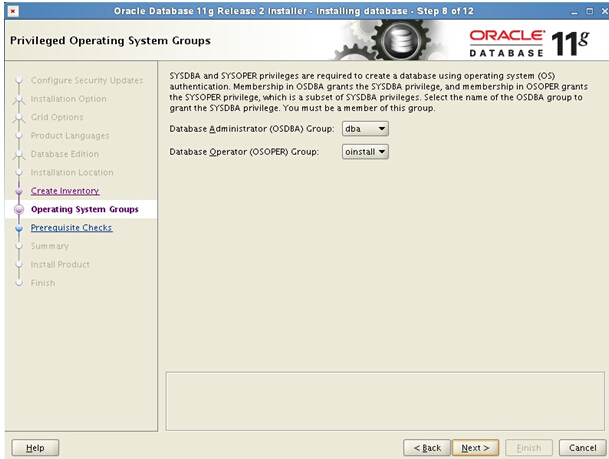 Oracle Database 11g Release 2 Installer - Installing database - Step 8 of 12
Privileged Operating System Groups
ORACLE 11g
DATABASE
Configure Security Updates
Installation Option
Grid Options
Product Languages
Database Edition
Installation Location
Create Inventory
Operating System Groups
Prerequisite Checks
Summary
Install Product
Finish
SYSDBA and SYSOPER privileges are required to create a database using operating system (OS)
authentication. Membership in OSDBA grants the SYSDBA privilege, and membership in OSOPER grants
the SYSOPER privilege, which is a subset of SYSDBA privileges. Select the name of the OSDBA group to
grant the SYSDBA privilege. You must be a member of this group.
Database Administrator (OSDBA) Group: dba
Database Operator (OSOPER) Group: oinstall
Help
< Back
Next >
Finish
Cancel